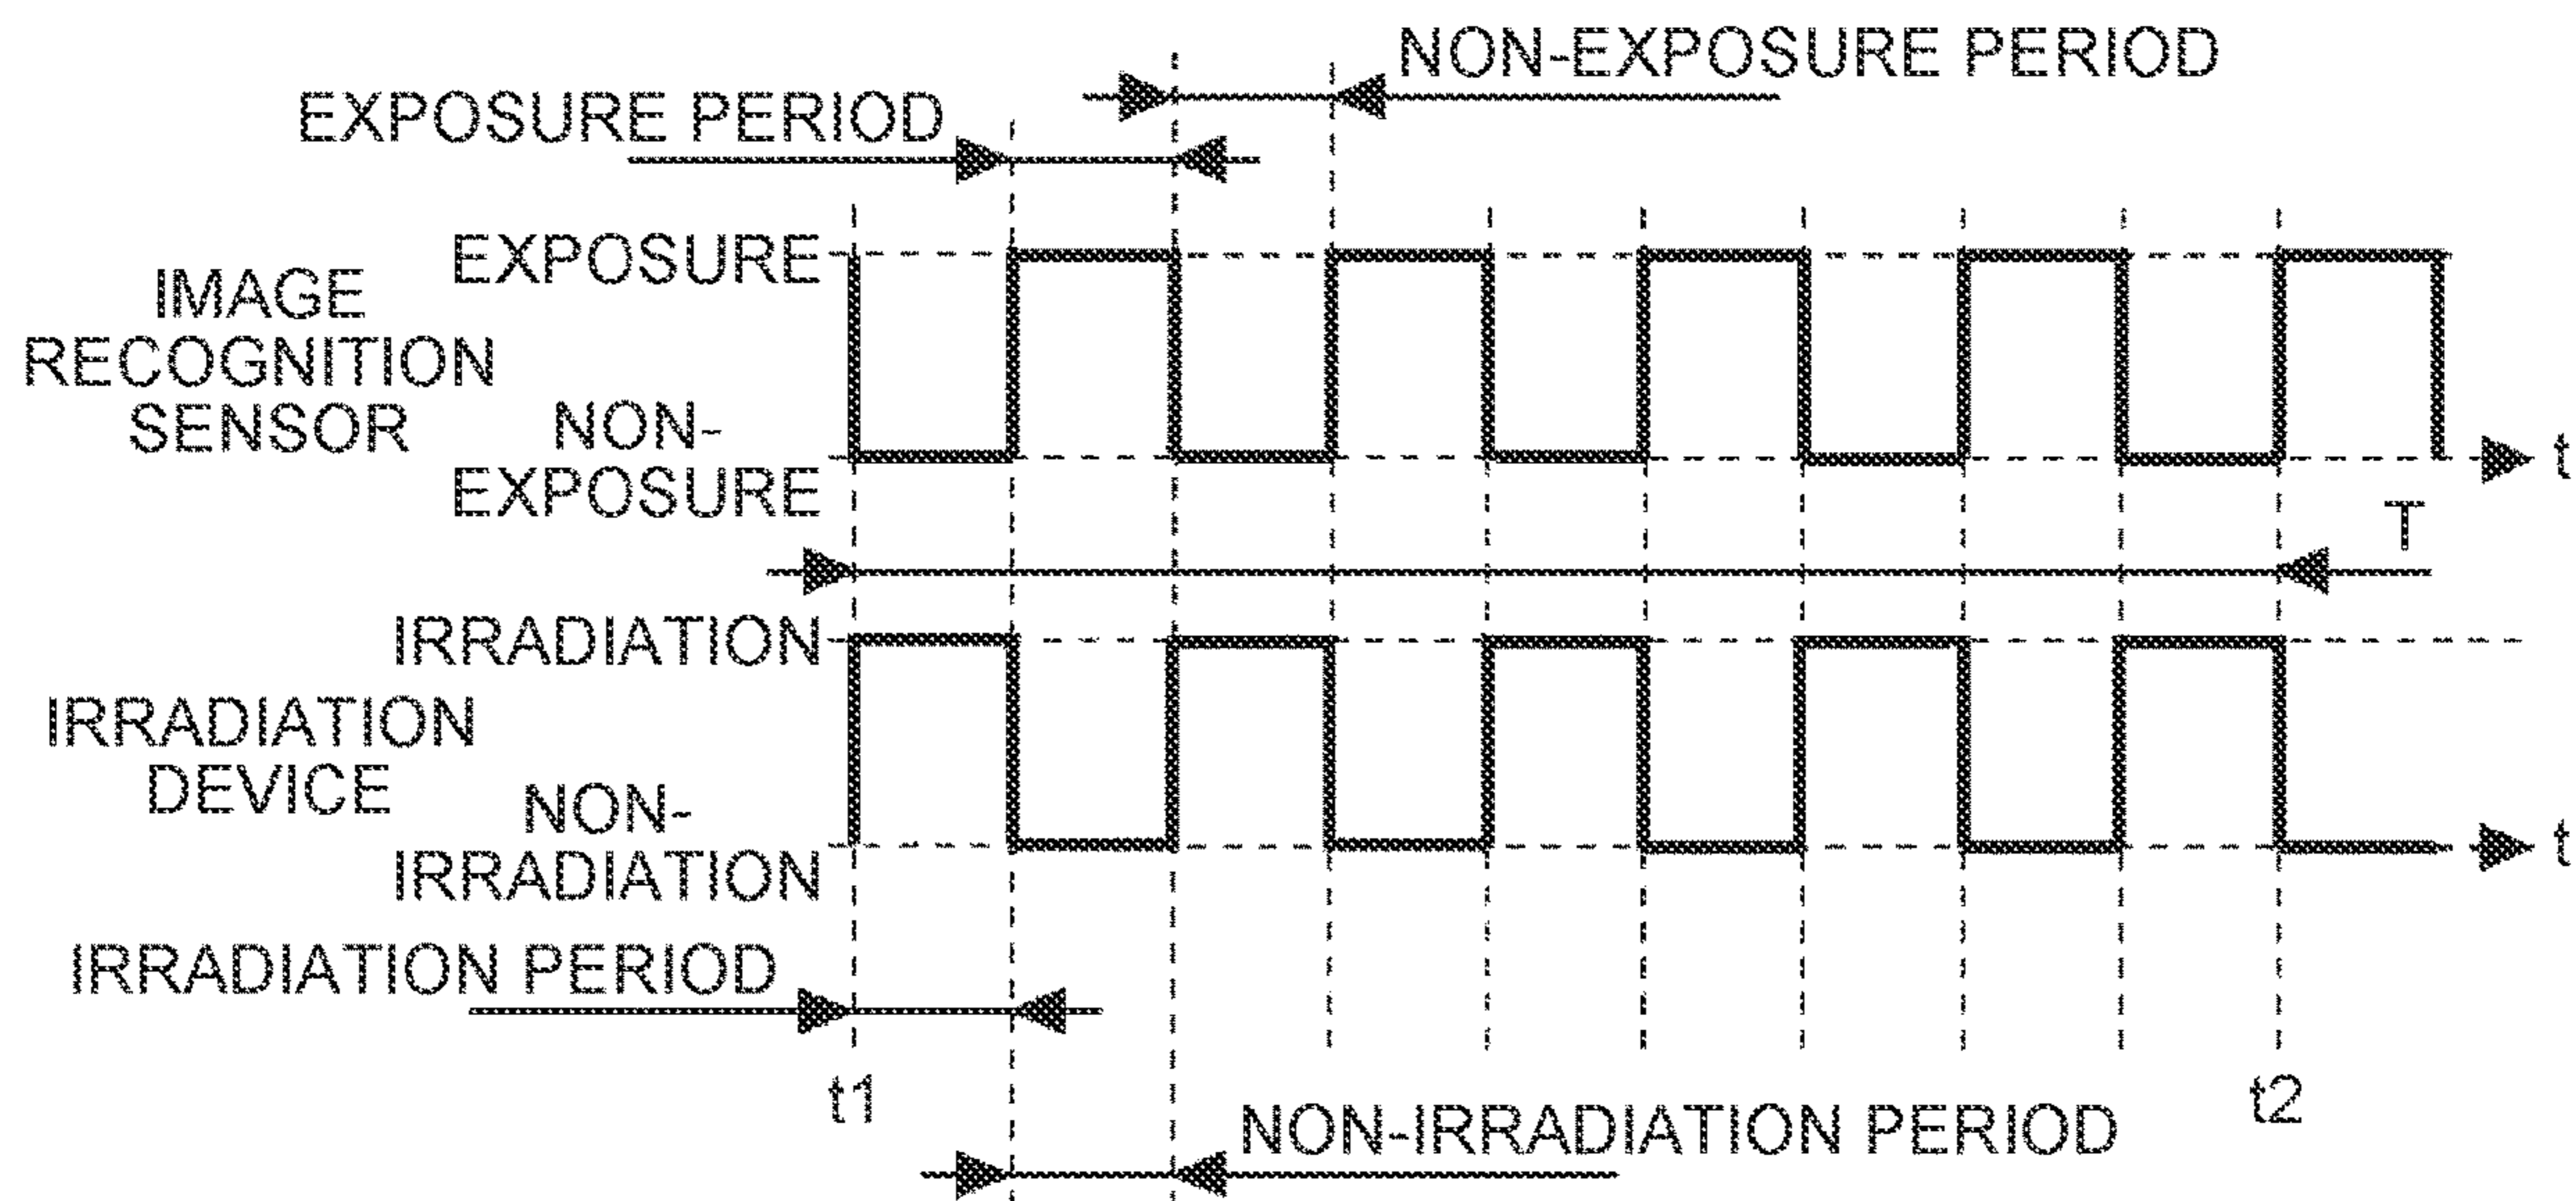 NON-EXPOSURE PERIOD
EXPOSURE PERIOD
EXPOSURE
IMAGE
RECOGNITION
SENSOR
NON-
EXPOSURE
t
T
IRRADIATION
IRRADIATION
DEVICE
NON-
IRRADIATION
t
IRRADIATION PERIOD
t1
t2
NON-IRRADIATION PERIOD